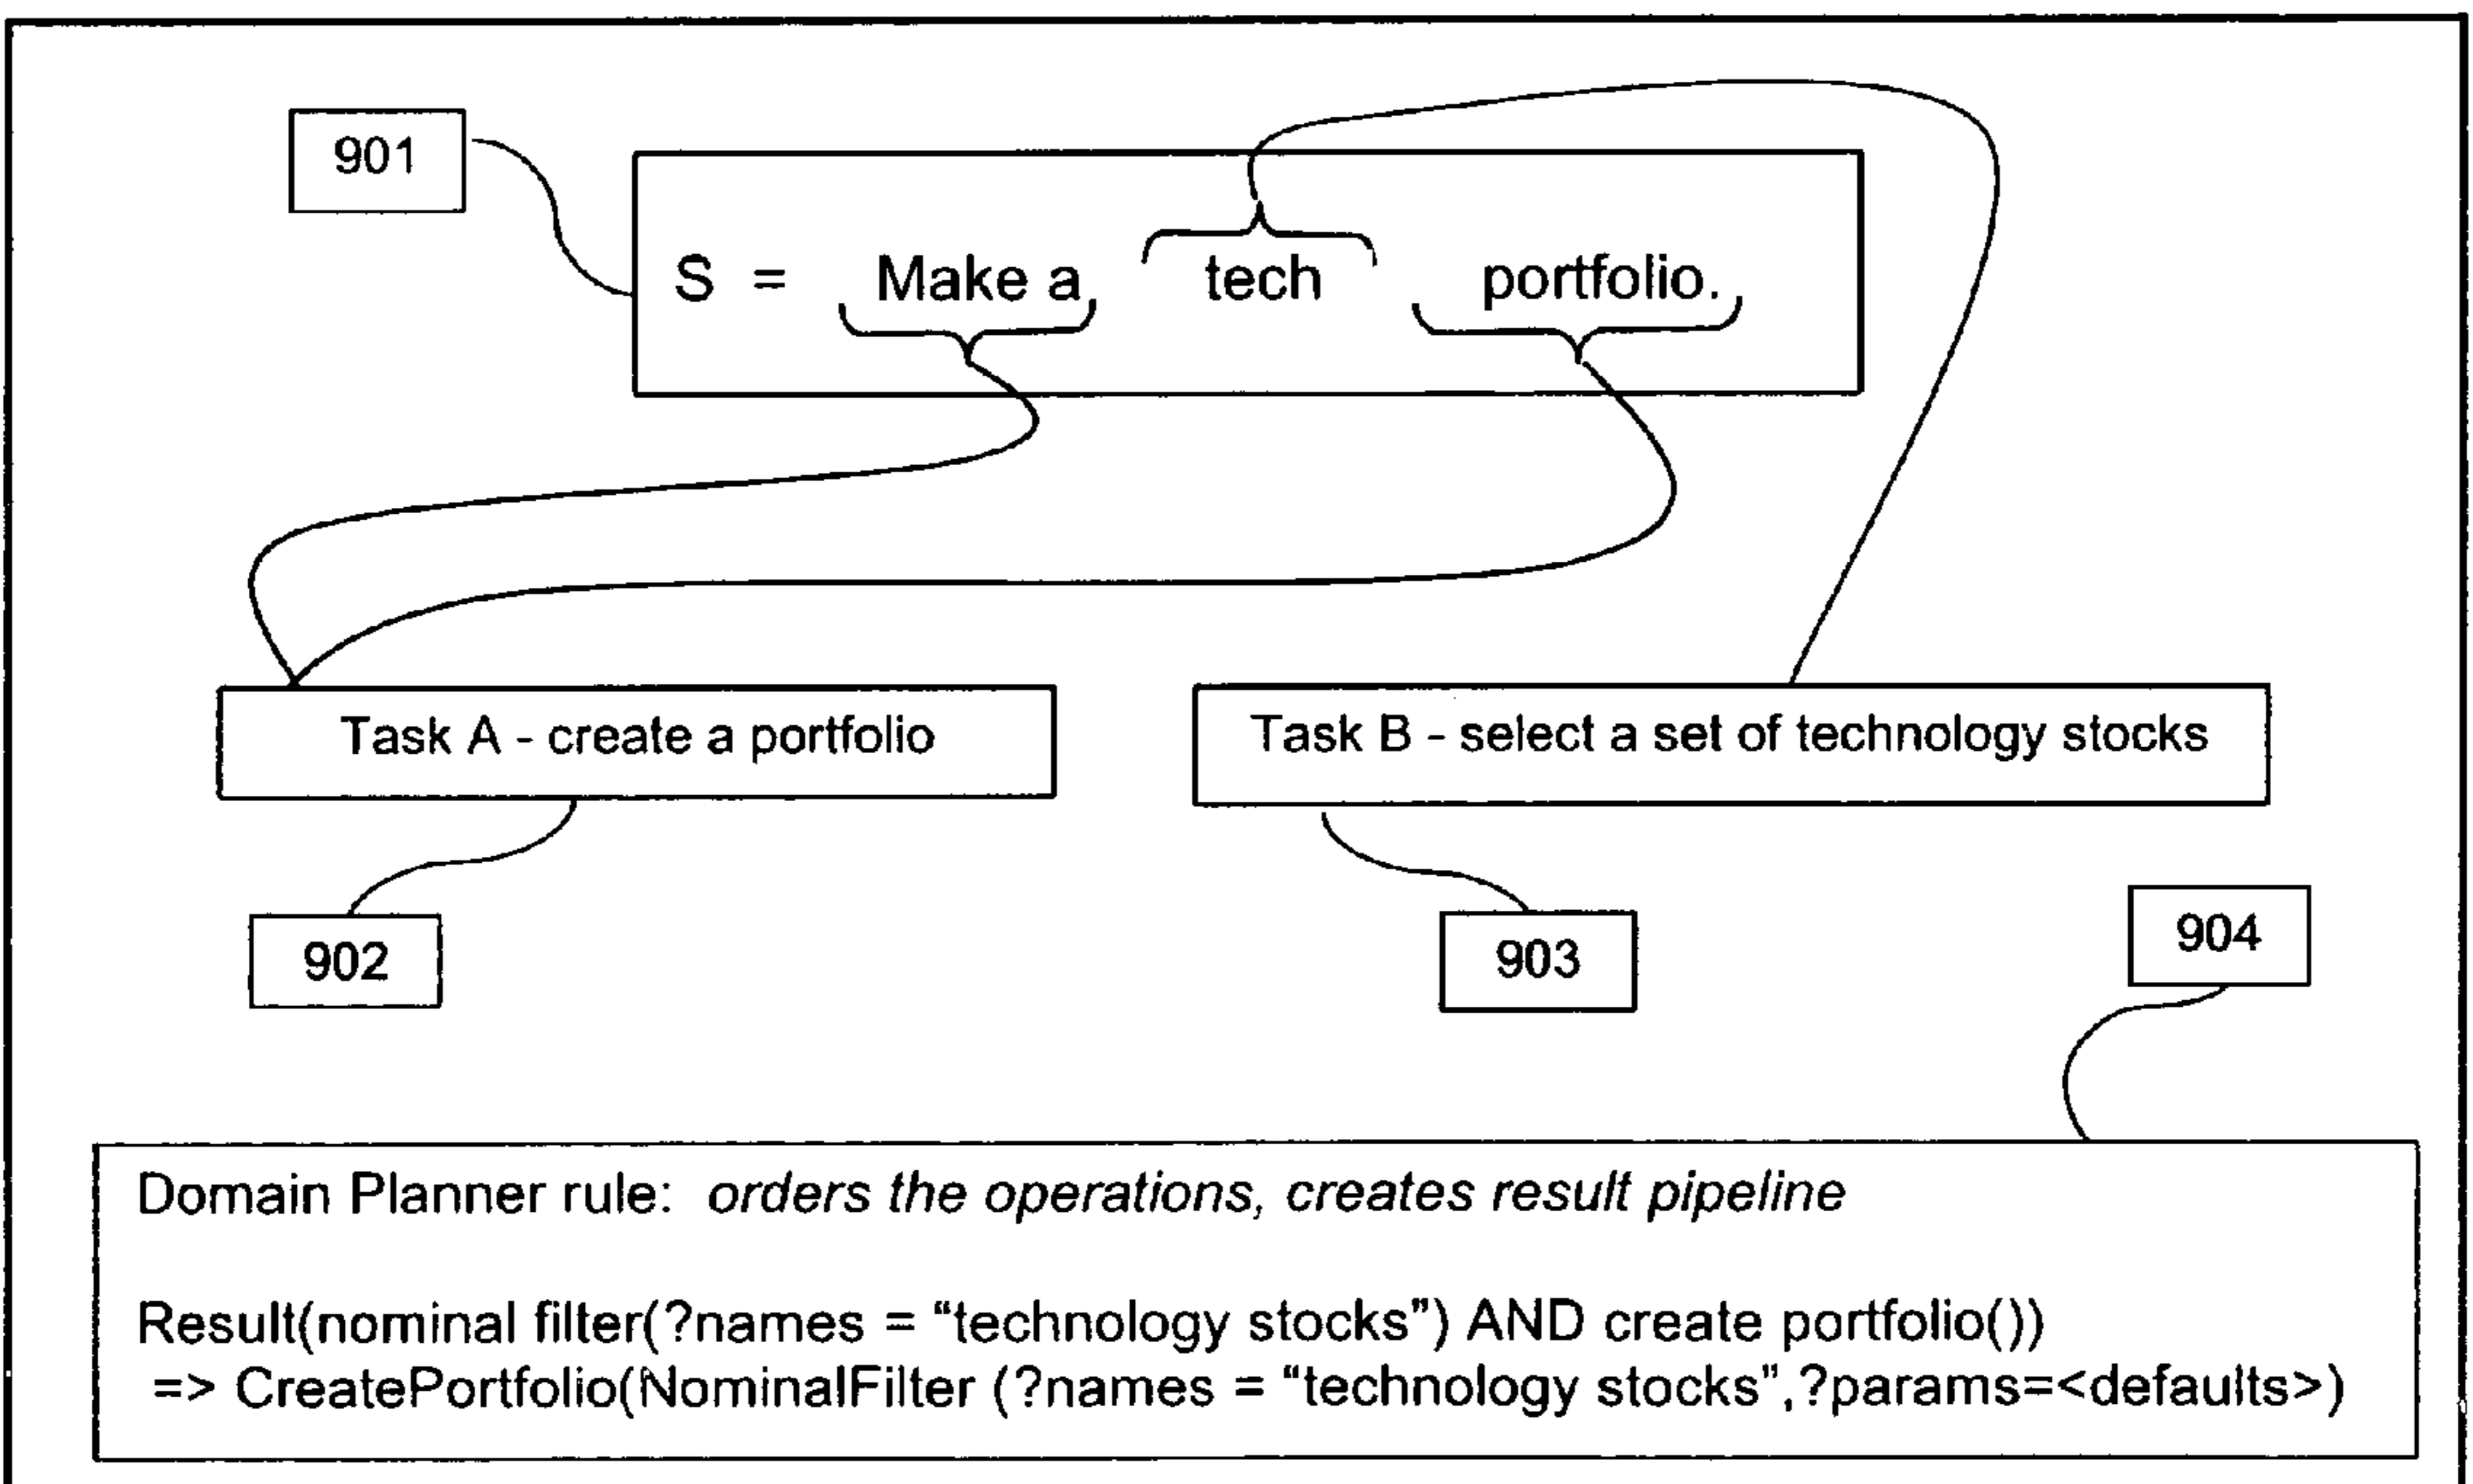 901
S = Make a tech portfolio.
Task A - create a portfolio
Task B - select a set of technology stocks
902
903
904
Domain Planner rule: orders the operations, creates result pipeline
Result(nominal filter(?names = “technology stocks”) AND create portfolio())
=> CreatePortfolio(NominalFilter (?names = “technology stocks”,?params=<defaults>)